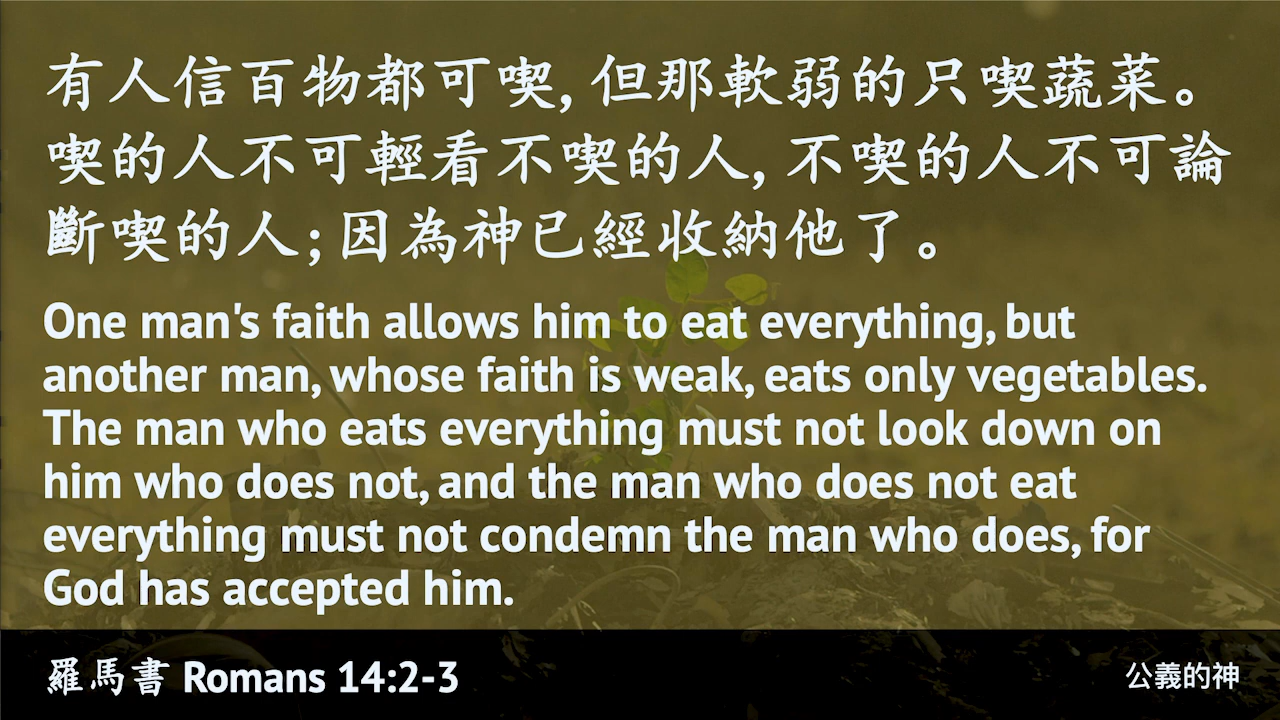 有人信百物都可喫,但那軟弱的只喫蔬菜。
喫的人不可輕看不喫的人,不喫的人不可論
斷喫的人;因為神已經收納他了。
One man's faith allows him to eat everything, but
another man, whose faith is weak, eats only vegetables.
The man who eats everything must not look down on
him who does not, and the man who does not eat
everything must not condemn the man who does, for
God has accepted him.
羅馬書 Romans 14:2-3
公義的神